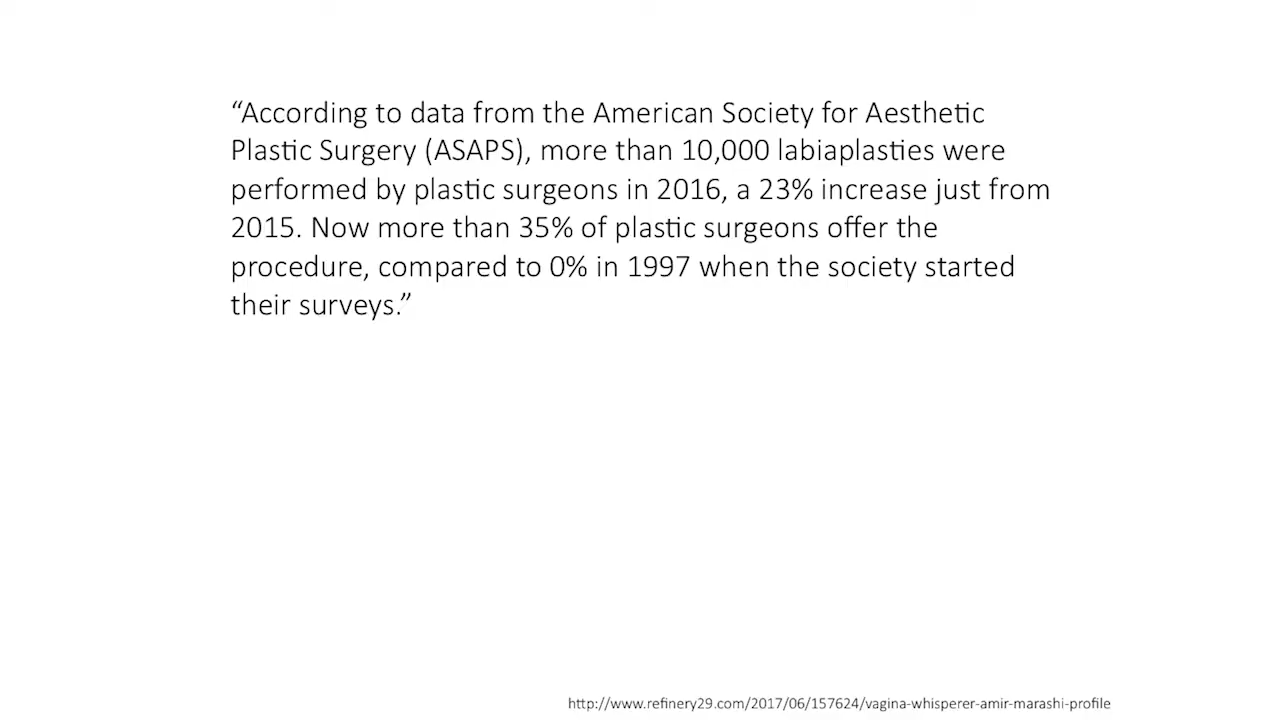 “According to data from the American Society for Aesthetic
Plastic Surgery (ASAPS), more than 10,000 labiaplasties were
performed by plastic surgeons in 2016, a 23% increase just from
2015. Now more than 35% of plastic surgeons offer the
procedure, compared to 0% in 1997 when the society started
their surveys.”
http://www.refinery29.com/2017/06/157624/vagina-whisperer-amir-marashi-profile